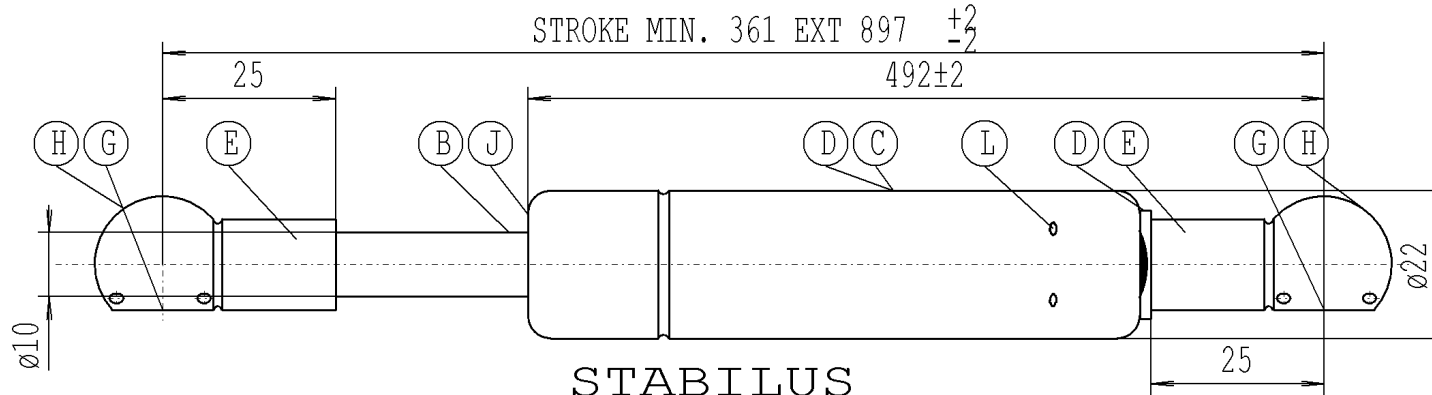 STROKE MIN. 361 EXT 897 +2 -2
25 492±2
H G E B J D C L D E G H
ø10 ø22
25
STABILUS